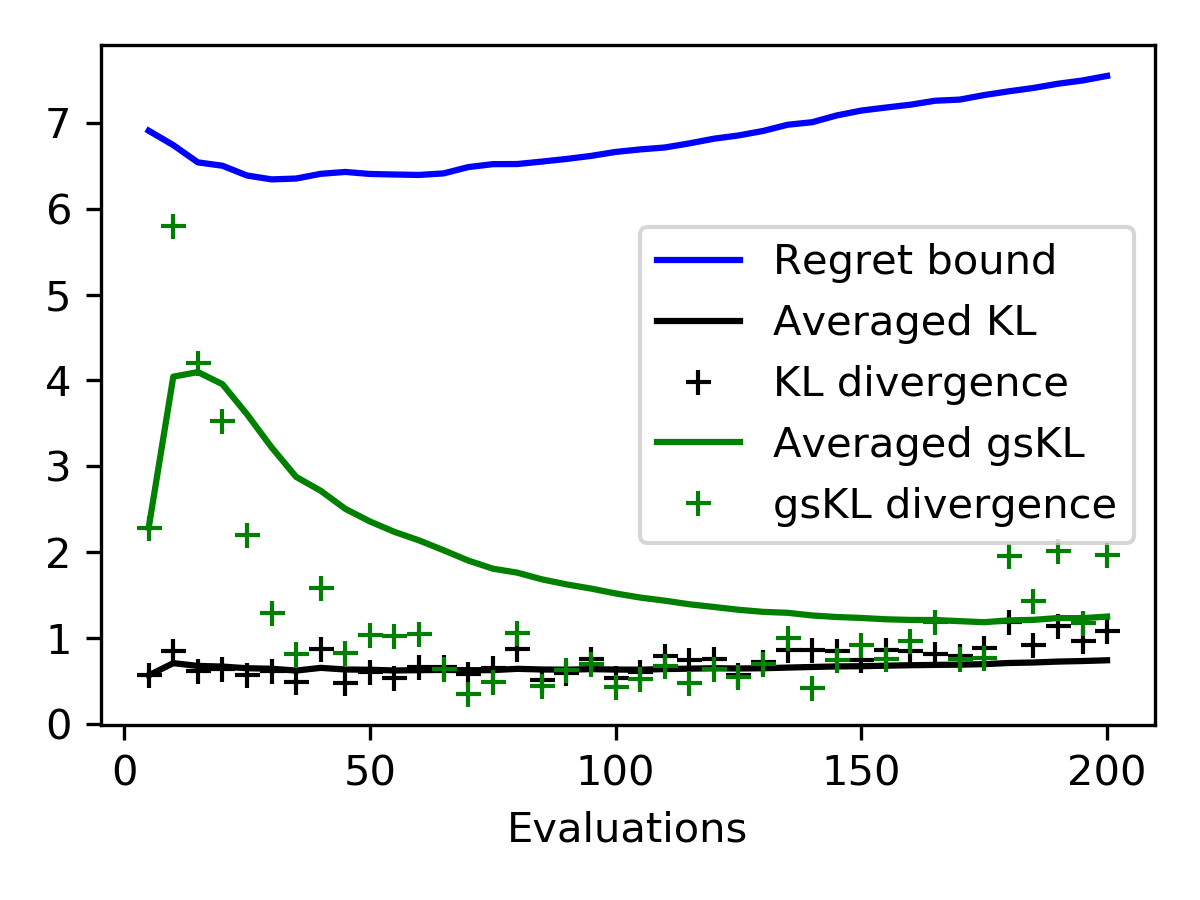 7
6
5
4
3
2
1
0
Regret bound
Averaged KL
KL divergence
Averaged gsKL
gsKL divergence
0 50 100 150 200
Evaluations